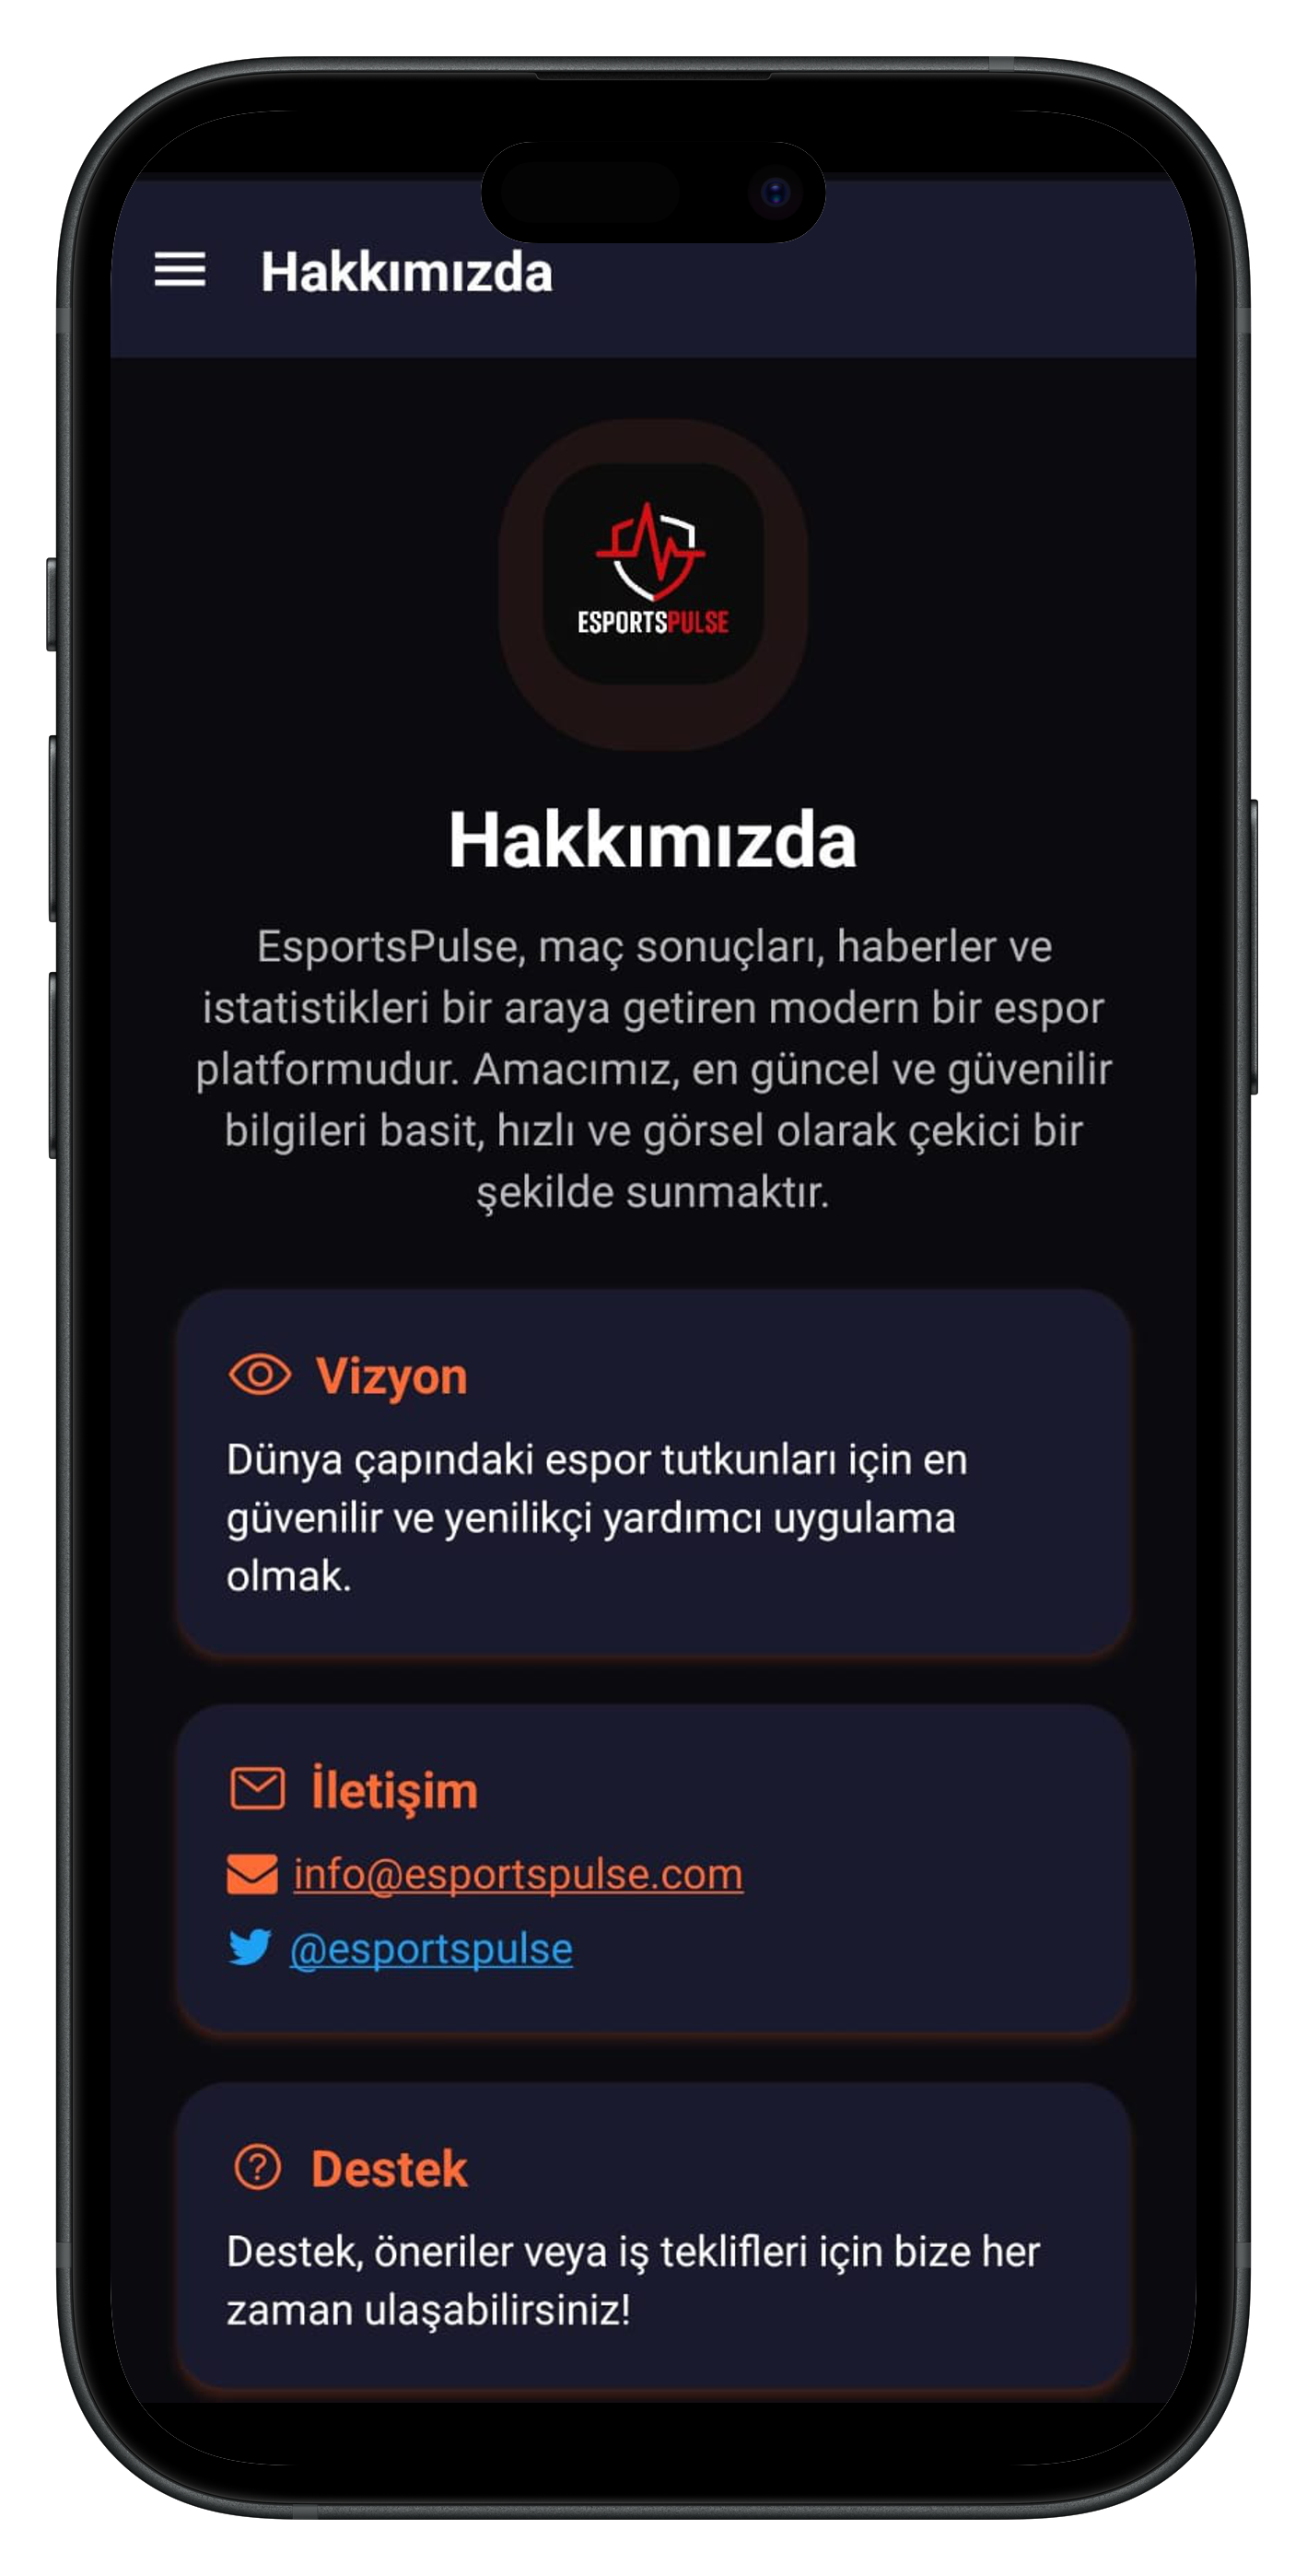 Hakkımızda
ESPORTSPULSE
Hakkımızda
EsportsPulse, maç sonuçları, haberler ve
istatistikleri bir araya getiren modern bir espor
platformudur. Amacımız, en güncel ve güvenilir
bilgileri basit, hızlı ve görsel olarak çekici bir
şekilde sunmaktır.
Vizyon
Dünya çapındaki espor tutkunları için en
güvenilir ve yenilikçi yardımcı uygulama
olmak.
İletişim
info@esportspulse.com
@esportspulse
Destek
Destek, öneriler veya iş teklifleri için bize her
zaman ulaşabilirsiniz!